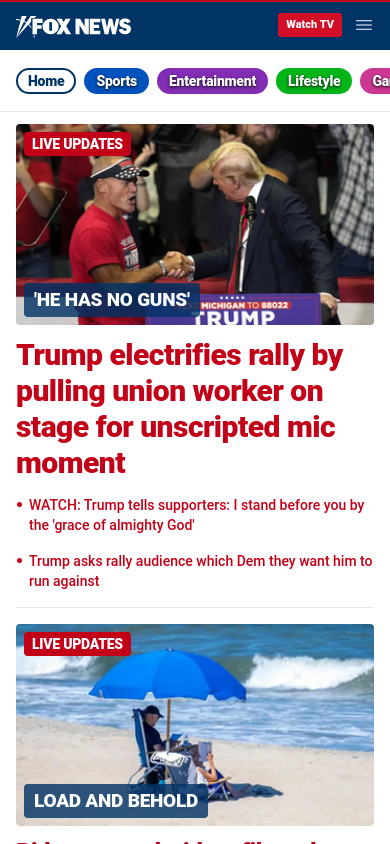 FOX NEWS
Watch TV
Home
Sports
Entertainment
Lifestyle
LIVE UPDATES
'HE HAS NO GUNS'
MICHIGAN TO 88022
TRUMP
Trump electrifies rally by
pulling union worker on
stage for unscripted mic
moment
• WATCH: Trump tells supporters: I stand before you by
the 'grace of almighty God'
• Trump asks rally audience which Dem they want him to
run against
LIVE UPDATES
LOAD AND BEHOLD